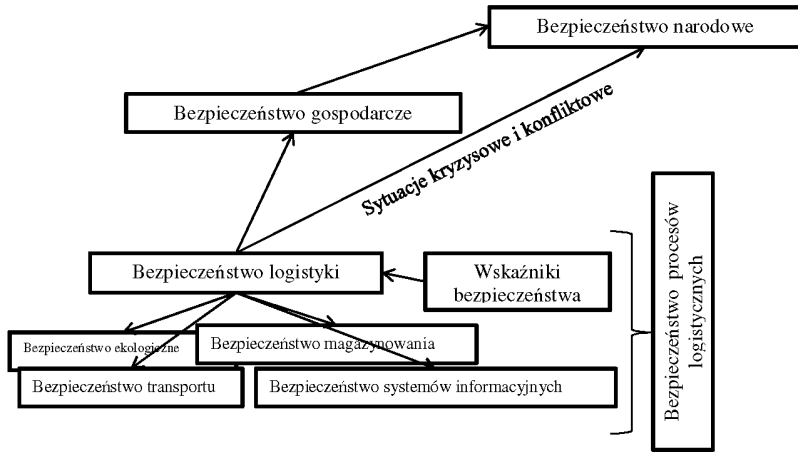 Bezpieczeństwo narodowe
Bezpieczeństwo gospodarcze
Sytuacje kryzysowe i konfliktowe
Bezpieczeństwo logistyki
Wskaźniki
bezpieczeństwa
Bezpieczeństwo ekologiczne
Bezpieczeństwo magazynowania
Bezpieczeństwo transportu
Bezpieczeństwo systemów informacyjnych
Bezpieczeństwo procesów
logistycznych